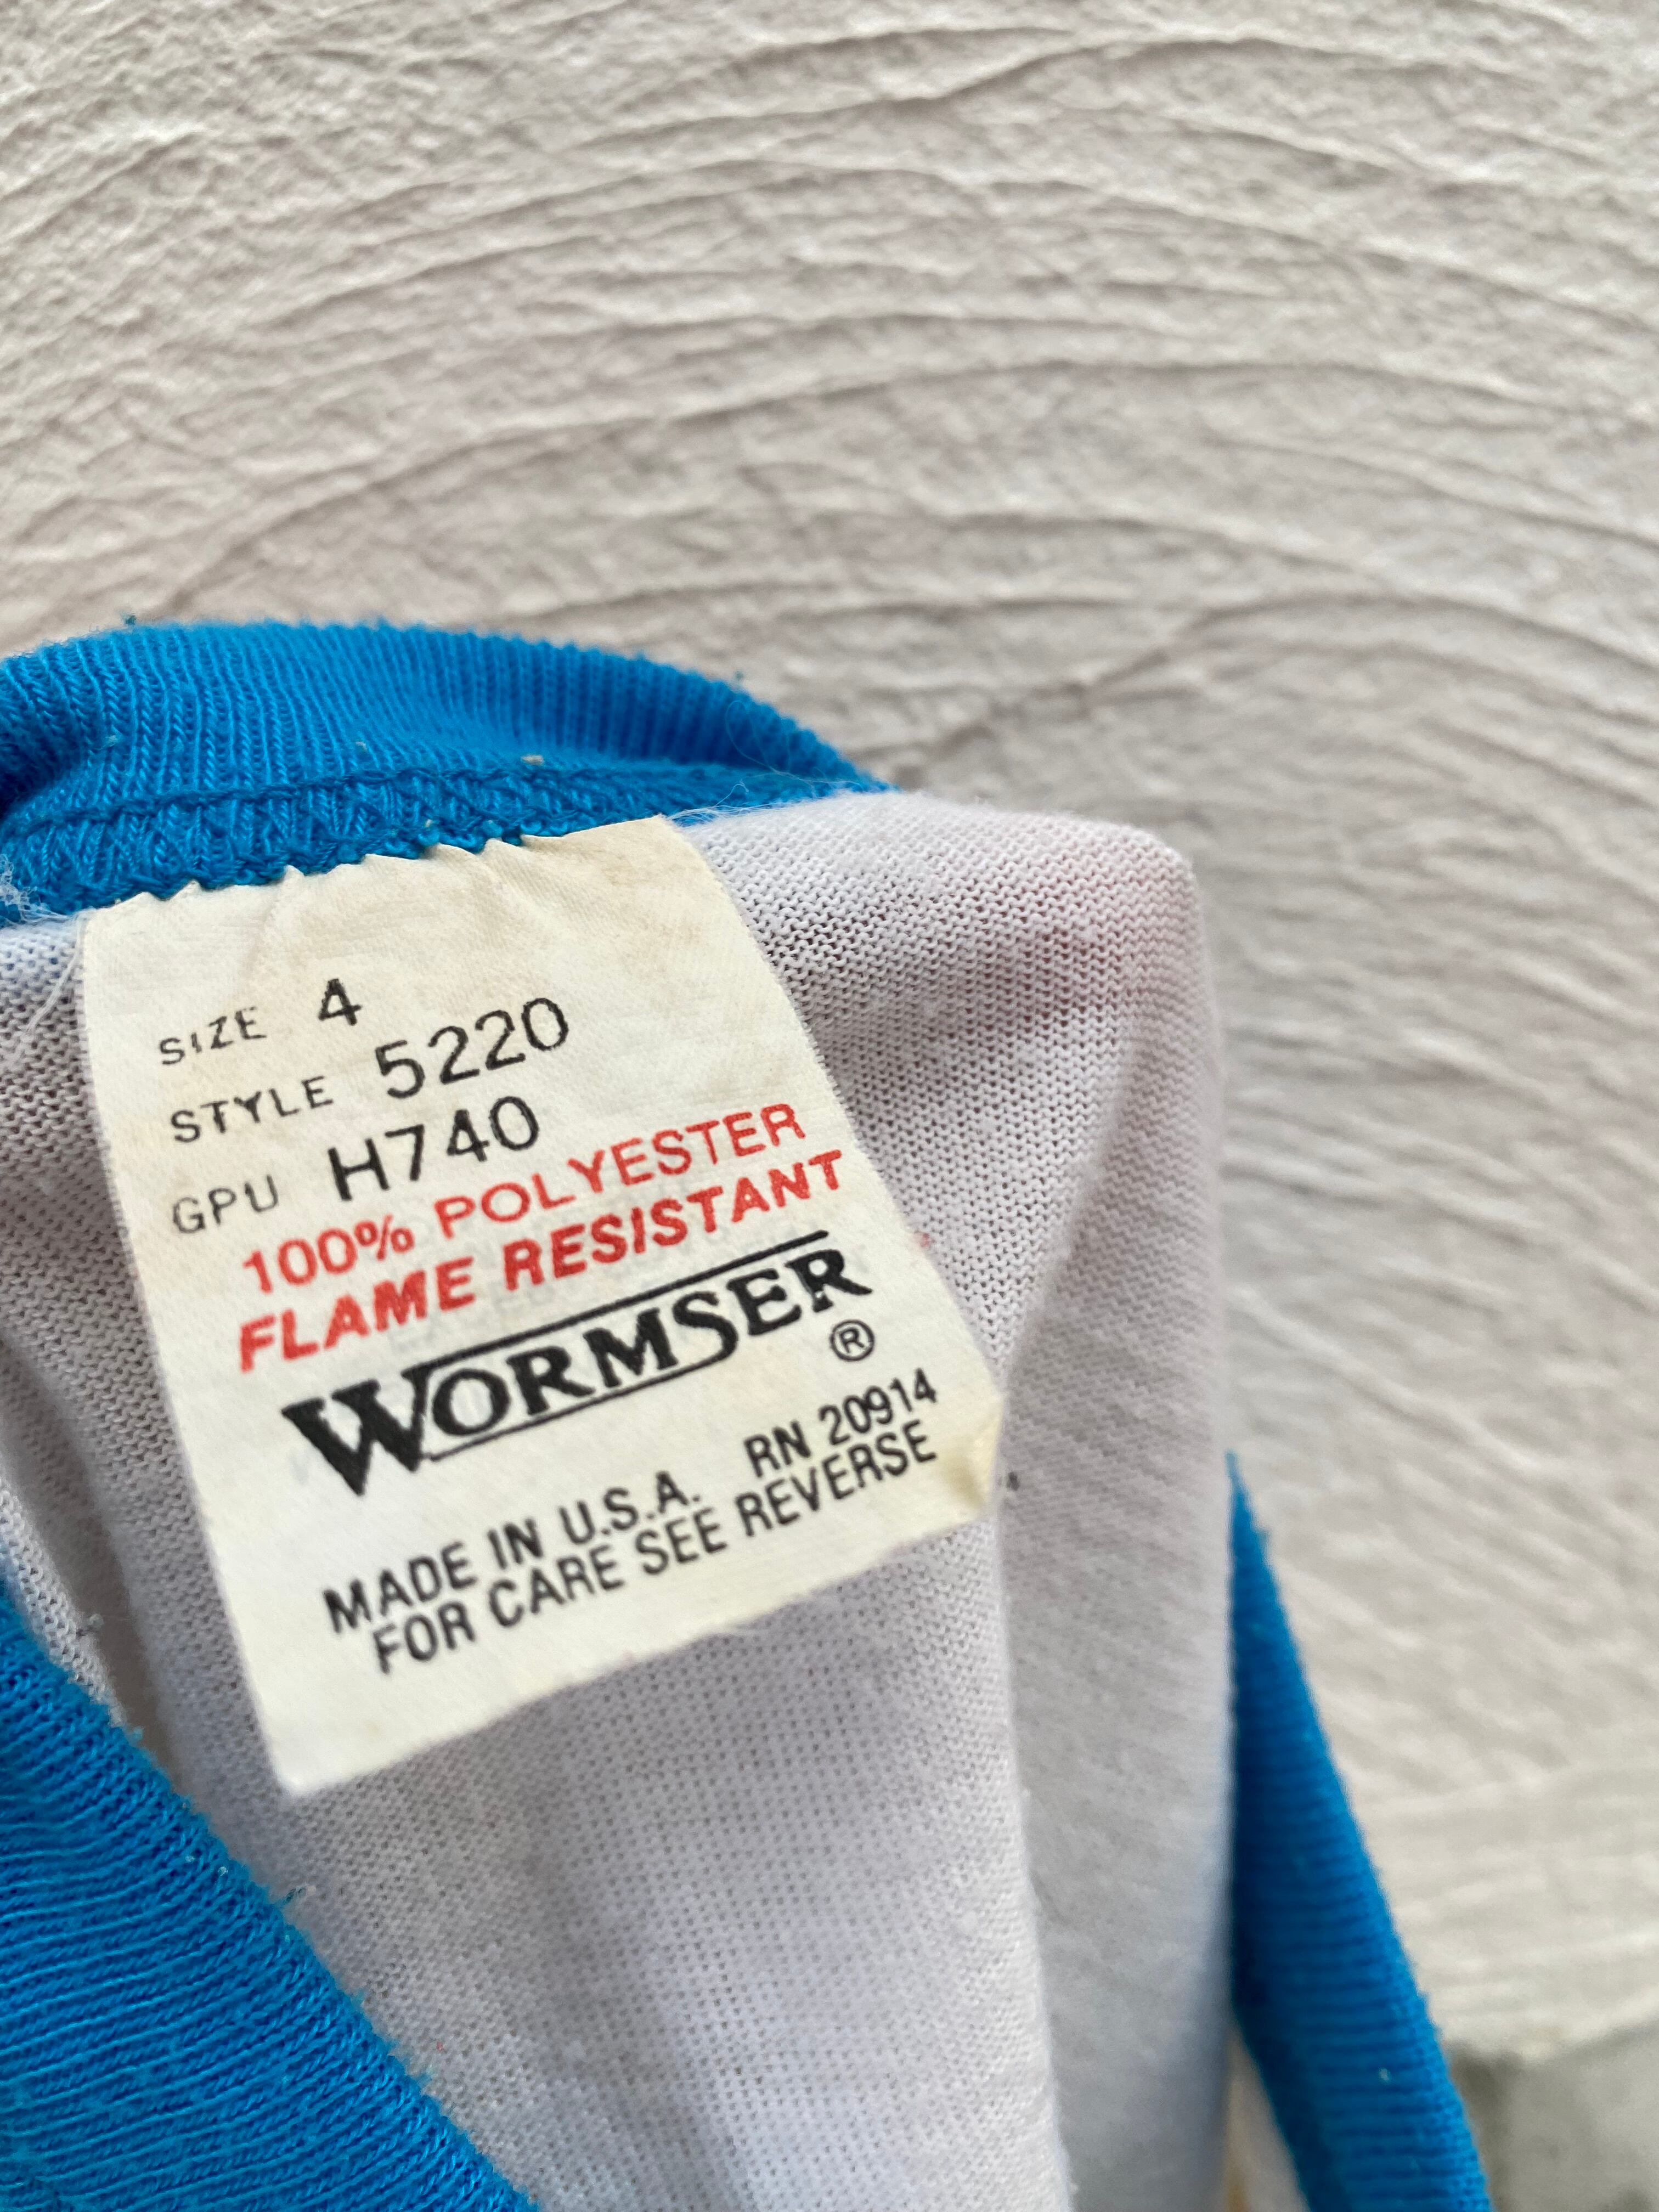 SIZE 4
STYLE 5220
GPU H740
100% POLYESTER
FLAME RESISTANT
WORMSER
®
RN 20914
MADE IN U.S.A.
FOR CARE SEE REVERSE